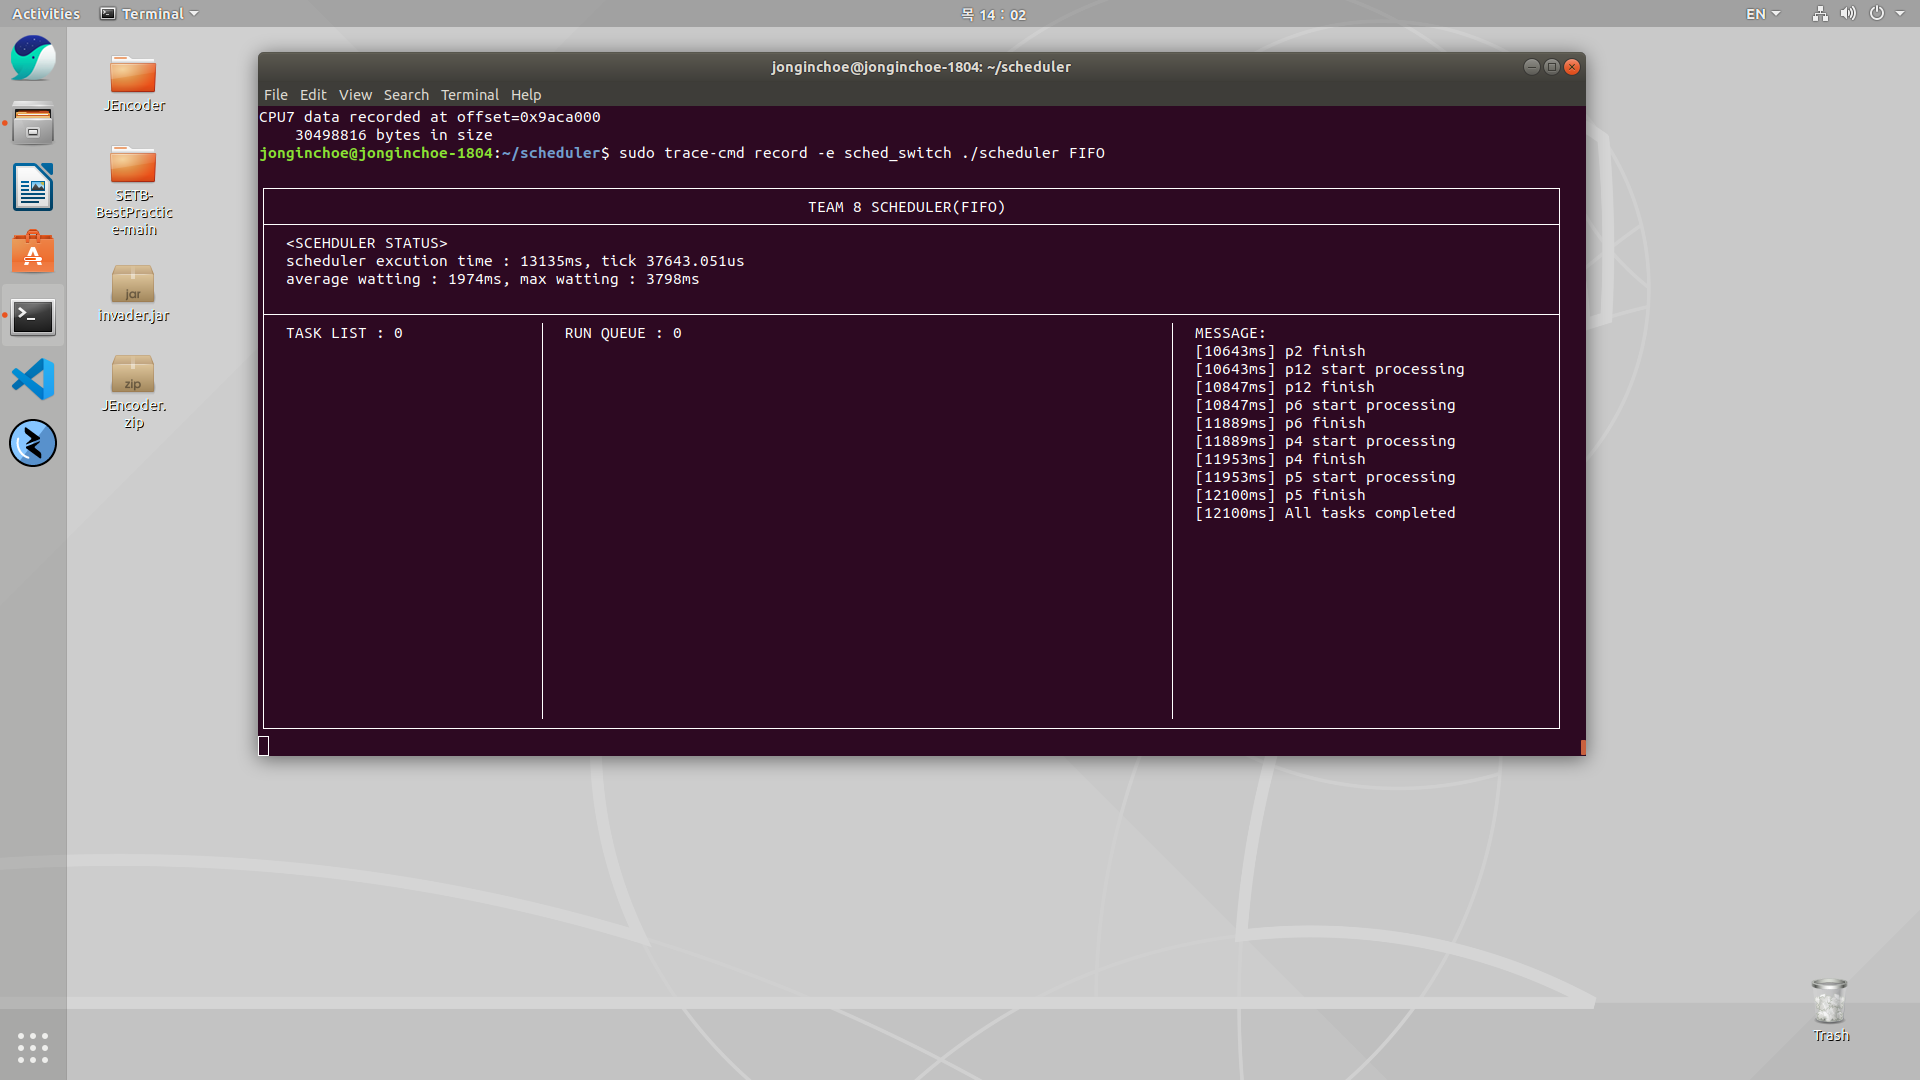 Activities
Terminal
목 14 : 02
EN
JEncoder
SETB-
BestPractic
e-main
jar
invader.jar
zip
JEncoder.
zip
jonginchoe@jonginchoe-1804: ~/scheduler
File Edit View Search Terminal Help
CPU7 data recorded at offset=0x9aca000
30498816 bytes in size
jonginchoe@jonginchoe-1804:~/scheduler$ sudo trace-cmd record -e sched_switch ./scheduler FIFO
TEAM 8 SCHEDULER(FIFO)
<SCEHDULER STATUS>
scheduler excution time : 13135ms, tick 37643.051us
average watting : 1974ms, max watting : 3798ms
TASK LIST : 0
RUN QUEUE : 0
MESSAGE:
[10643ms] p2 finish
[10643ms] p12 start processing
[10847ms] p12 finish
[10847ms] p6 start processing
[11889ms] p6 finish
[11889ms] p4 start processing
[11953ms] p4 finish
[11953ms] p5 start processing
[12100ms] p5 finish
[12100ms] All tasks completed
Trash